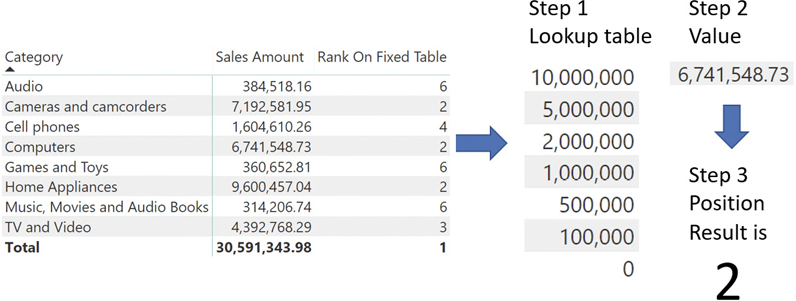 Category Sales Amount Rank On Fixed Table
Audio 384,518.16 6
Cameras and camcorders 7,192,581.95 2
Cell phones 1,604,610.26 4
Computers 6,741,548.73 2
Games and Toys 360,652.81 6
Home Appliances 9,600,457.04 2
Music, Movies and Audio Books 314,206.74 6
TV and Video 4,392,768.29 3
Total 30,591,343.98 1
Step 1
Lookup table
10,000,000
5,000,000
2,000,000
1,000,000
500,000
100,000
0
Step 2
Value
6,741,548.73
Step 3
Position
Result is
2